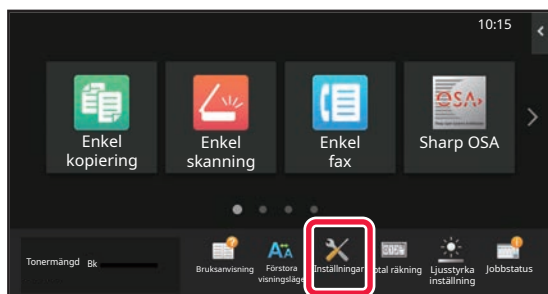 10:15
Enkel
kopiering
Enkel
skanning
Enkel
fax
OSA
Sharp OSA
Tonermängd Bk
Bruksanvisning
Förstora
visningsläge
Inställningar
otal räkning
Ljusstyrka
inställning
Jobbstatus